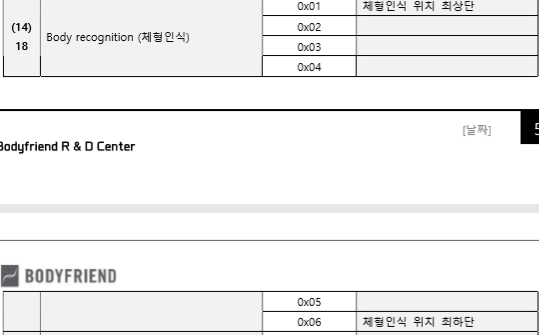 0x01 체형인식 위치 최상단
(14)
18
Body recognition (체형인식)
0x02
0x03
0x04
[날짜]
Bodyfriend R & D Center
BODYFRIEND
0x05
0x06 체형인식 위치 최하단